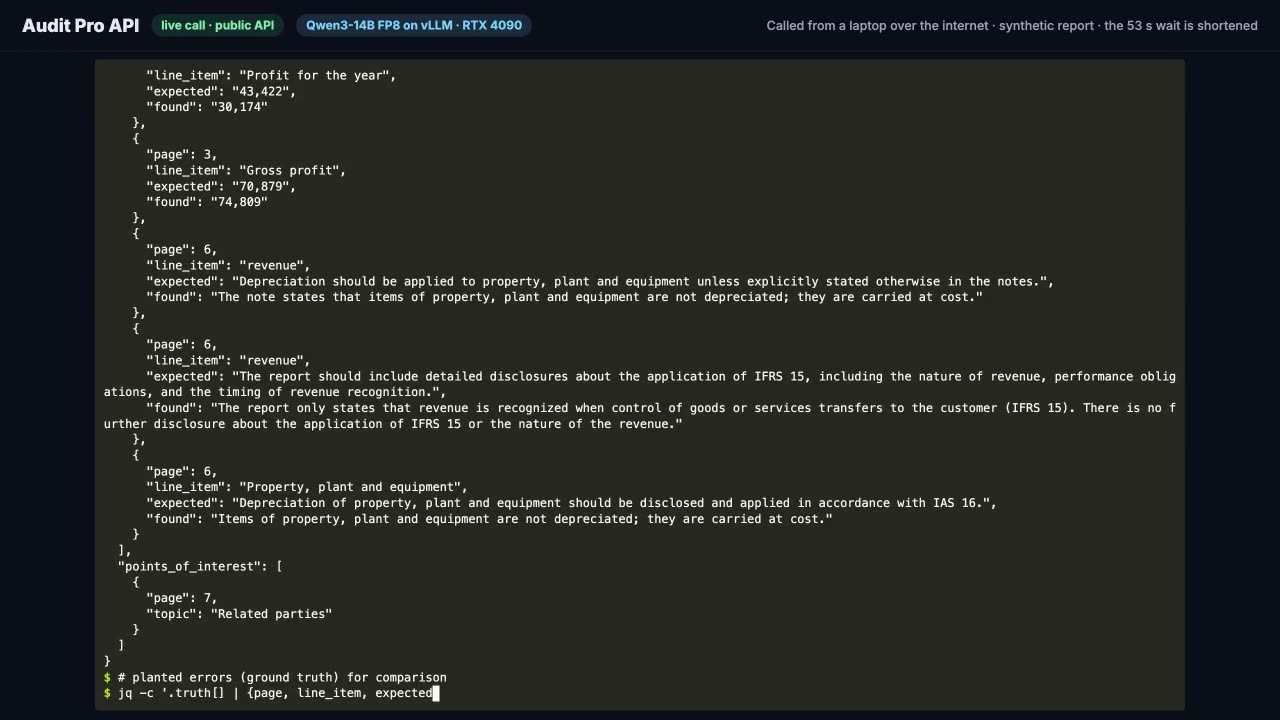 Audit Pro API live call · public API Qwen3-14B FP8 on vLLM · RTX 4090 Called from a laptop over the internet · synthetic report · the 53 s wait is shortened
"line_item": "Profit for the year",
"expected": "43,422",
"found": "30,174"
},
{
"page": 3,
"line_item": "Gross profit",
"expected": "70,879",
"found": "74,809"
},
{
"page": 6,
"line_item": "revenue",
"expected": "Depreciation should be applied to property, plant and equipment unless explicitly stated otherwise in the notes.",
"found": "The note states that items of property, plant and equipment are not depreciated; they are carried at cost."
},
{
"page": 6,
"line_item": "revenue",
"expected": "The report should include detailed disclosures about the application of IFRS 15, including the nature of revenue, performance oblig
ations, and the timing of revenue recognition.",
"found": "The report only states that revenue is recognized when control of goods or services transfers to the customer (IFRS 15). There is no f
urther disclosure about the application of IFRS 15 or the nature of the revenue."
},
{
"page": 6,
"line_item": "Property, plant and equipment",
"expected": "Depreciation of property, plant and equipment should be disclosed and applied in accordance with IAS 16.",
"found": "Items of property, plant and equipment are not depreciated; they are carried at cost."
}
],
"points_of_interest": [
{
"page": 7,
"topic": "Related parties"
}
]
}
$ # planted errors (ground truth) for comparison
$ jq -c '.truth[] | {page, line_item, expected